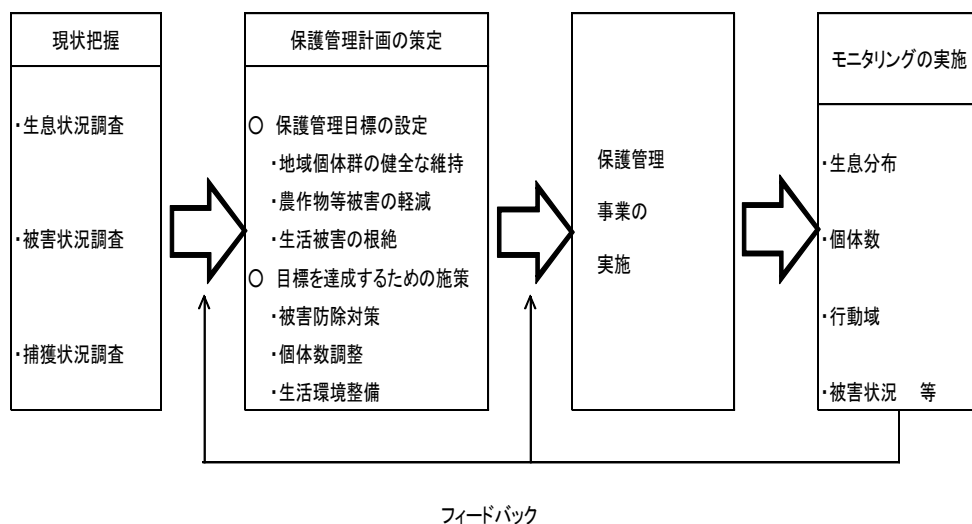 現状把握
・生息状況調査
・被害状況調査
・捕獲状況調査
保護管理計画の策定
○ 保護管理目標の設定
・地域個体群の健全な維持
・農作物等被害の軽減
・生活被害の根絶
○ 目標を達成するための施策
・被害防除対策
・個体数調整
・生活環境整備
保護管理
事業の
実施
モニタリングの実施
・生息分布
・個体数
・行動域
・被害状況 等
フィードバック